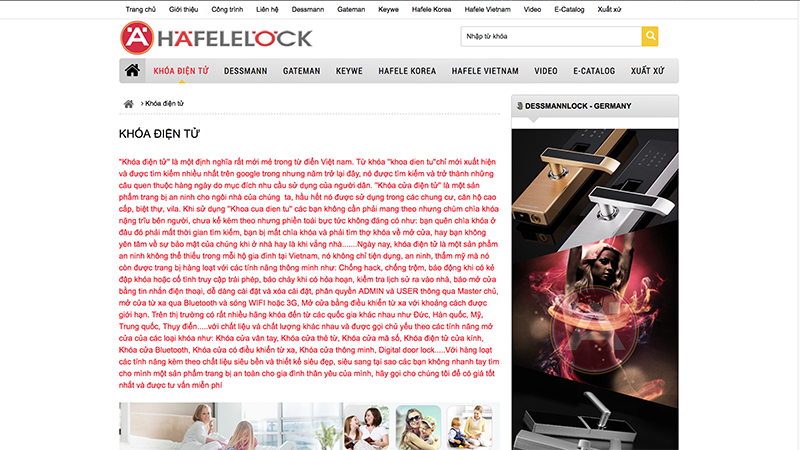 Trang chủ Giới thiệu Công trình Liên hệ Dessmann Gateman Keywe Hafele Korea Hafele Vietnam Video E-Catalog Xuất xứ
HÄFELELOCK
Nhập từ khóa
KHÓA ĐIỆN TỬ DESSMANN GATEMAN KEYWE HAFELE KOREA HAFELE VIETNAM VIDEO E-CATALOG XUẤT XỨ
› Khóa điện tử
DESSMANNLOCK - GERMANY
KHÓA ĐIỆN TỬ
"Khóa điện tử" là một định nghĩa rất mới mẻ trong từ điển Việt nam. Từ khóa "khoa dien tu"chỉ mới xuất hiện
và được tìm kiếm nhiều nhất trên google trong nhưng năm trở lại đây, nó được tìm kiếm và trở thành những
câu quen thuộc hàng ngày do mục đích nhu cầu sử dụng của người dân. "Khóa cửa điện tử" là một sản
phẩm trang bị an ninh cho ngôi nhà của chúng ta, hầu hết nó được sử dụng trong các chung cư, căn hộ cao
cấp, biệt thự, vila. Khi sử dụng "Khoa cua dien tu" các bạn không cần phải mang theo nhưng chùm chìa khóa
nặng trĩu bên người, chưa kể kèm theo nhưng phiền toái bực tức không đáng có như: bạn quên chìa khóa ở
đâu đó phải mất thời gian tìm kiếm, bạn bị mất chìa khóa và phải tìm thợ khóa về mở cửa, hay bạn không
yên tâm về sự bảo mật của chúng khi ở nhà hay là khi vắng nhà.......Ngày nay, khóa điện tử là một sản phẩm
an ninh không thể thiếu trong mỗi hộ gia đình tại Vietnam, nó không chỉ tiện dụng, an ninh, thẩm mỹ mà nó
còn được trang bị hàng loạt với các tính năng thông minh như: Chống hack, chống trộm, báo động khi có kẻ
đập khóa hoặc cố tình truy cập trái phép, báo cháy khi có hỏa hoạn, kiểm tra lịch sử ra vào nhà, báo mở cửa
bằng tin nhắn điện thoại, dễ dàng cài đặt và xóa cài đặt, phân quyền ADMIN và USER thông qua Master chủ,
mở cửa từ xa qua Bluetooth và sóng WIFI hoặc 3G, Mở cửa bằng điều khiển từ xa với khoảng cách được
giới hạn. Trên thị trường có rất nhiều hãng khóa đến từ các quốc gia khác nhau như Đức, Hàn quốc, Mỹ,
Trung quốc, Thụy điển.....với chất liệu và chất lượng khác nhau và được gọi chủ yếu theo các tính năng mở
cửa của các loại khóa như: Khóa cửa vân tay, Khóa cửa thẻ từ, Khóa cửa mã số, Khóa điện tử cửa kính,
Khóa cửa Bluetooth, Khóa cửa có điều khiển từ xa, Khóa cửa thông minh, Digital door lock.....Với hàng loạt
các tính năng kèm theo chất liệu siêu bền và thiết kế siêu đẹp, siêu sang tại sao các bạn không nhanh tay tìm
cho mình một sản phẩm trang bị an toàn cho gia đình thân yêu của mình, hãy gọi cho chúng tôi để có giá tốt
nhất và được tư vấn miễn phí